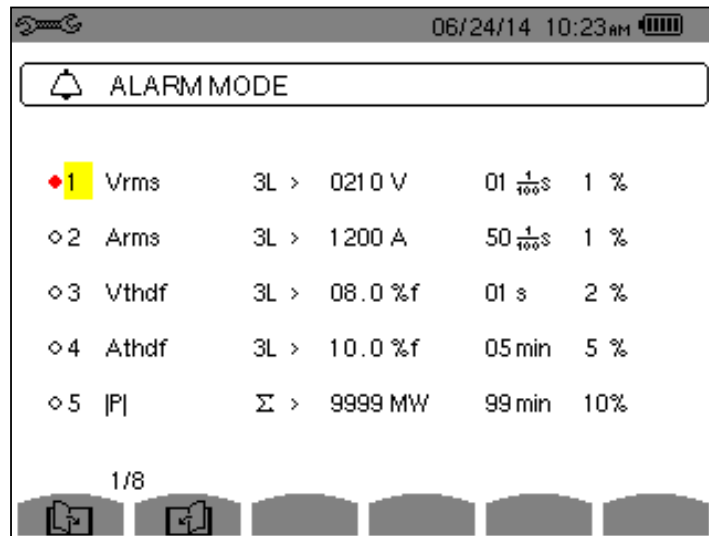 06/24/14 10:23AM
ALARM MODE
1 Vrms 3L > 0210 V 01 1/100 s 1 %
2 Arms 3L > 1200 A 50 1/100 s 1 %
3 Vthdf 3L > 08.0 %f 01 s 2 %
4 Athdf 3L > 10.0 %f 05 min 5 %
5 |P| Σ > 9999 MW 99 min 10%
1/8